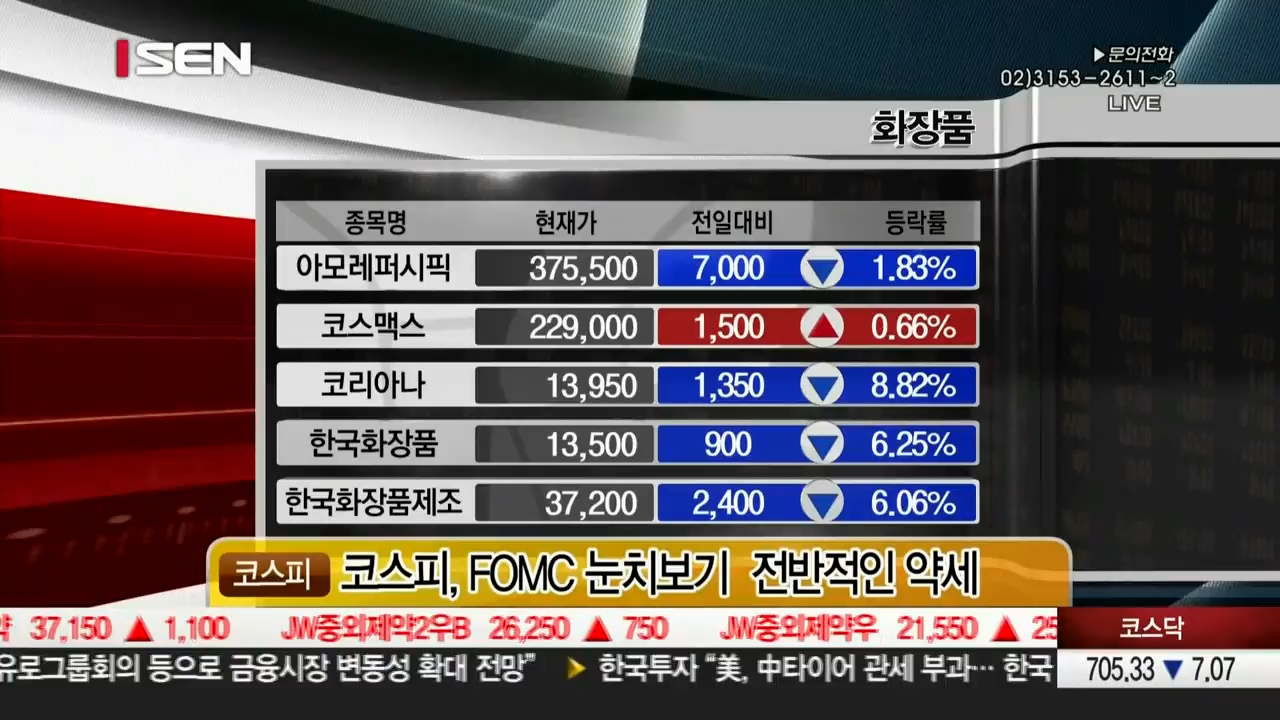 SEN
▶문의전화
02)3153-2611~2
LIVE
화장품
종목명 현재가 전일대비 등락률
아모레퍼시픽 375,500 7,000 ▼ 1.83%
코스맥스 229,000 1,500 ▲ 0.66%
코리아나 13,950 1,350 ▼ 8.82%
한국화장품 13,500 900 ▼ 6.25%
한국화장품제조 37,200 2,400 ▼ 6.06%
코스피 코스피, FOMC 눈치보기 전반적인 약세
약 37,150 ▲ 1,100 JW중외제약2우B 26,250 ▲ 750 JW중외제약우 21,550 ▲ 25
코스닥
유로그룹회의 등으로 금융시장 변동성 확대 전망” ▶ 한국투자 “美, 中타이어 관세 부과… 한국
705.33 ▼ 7.07